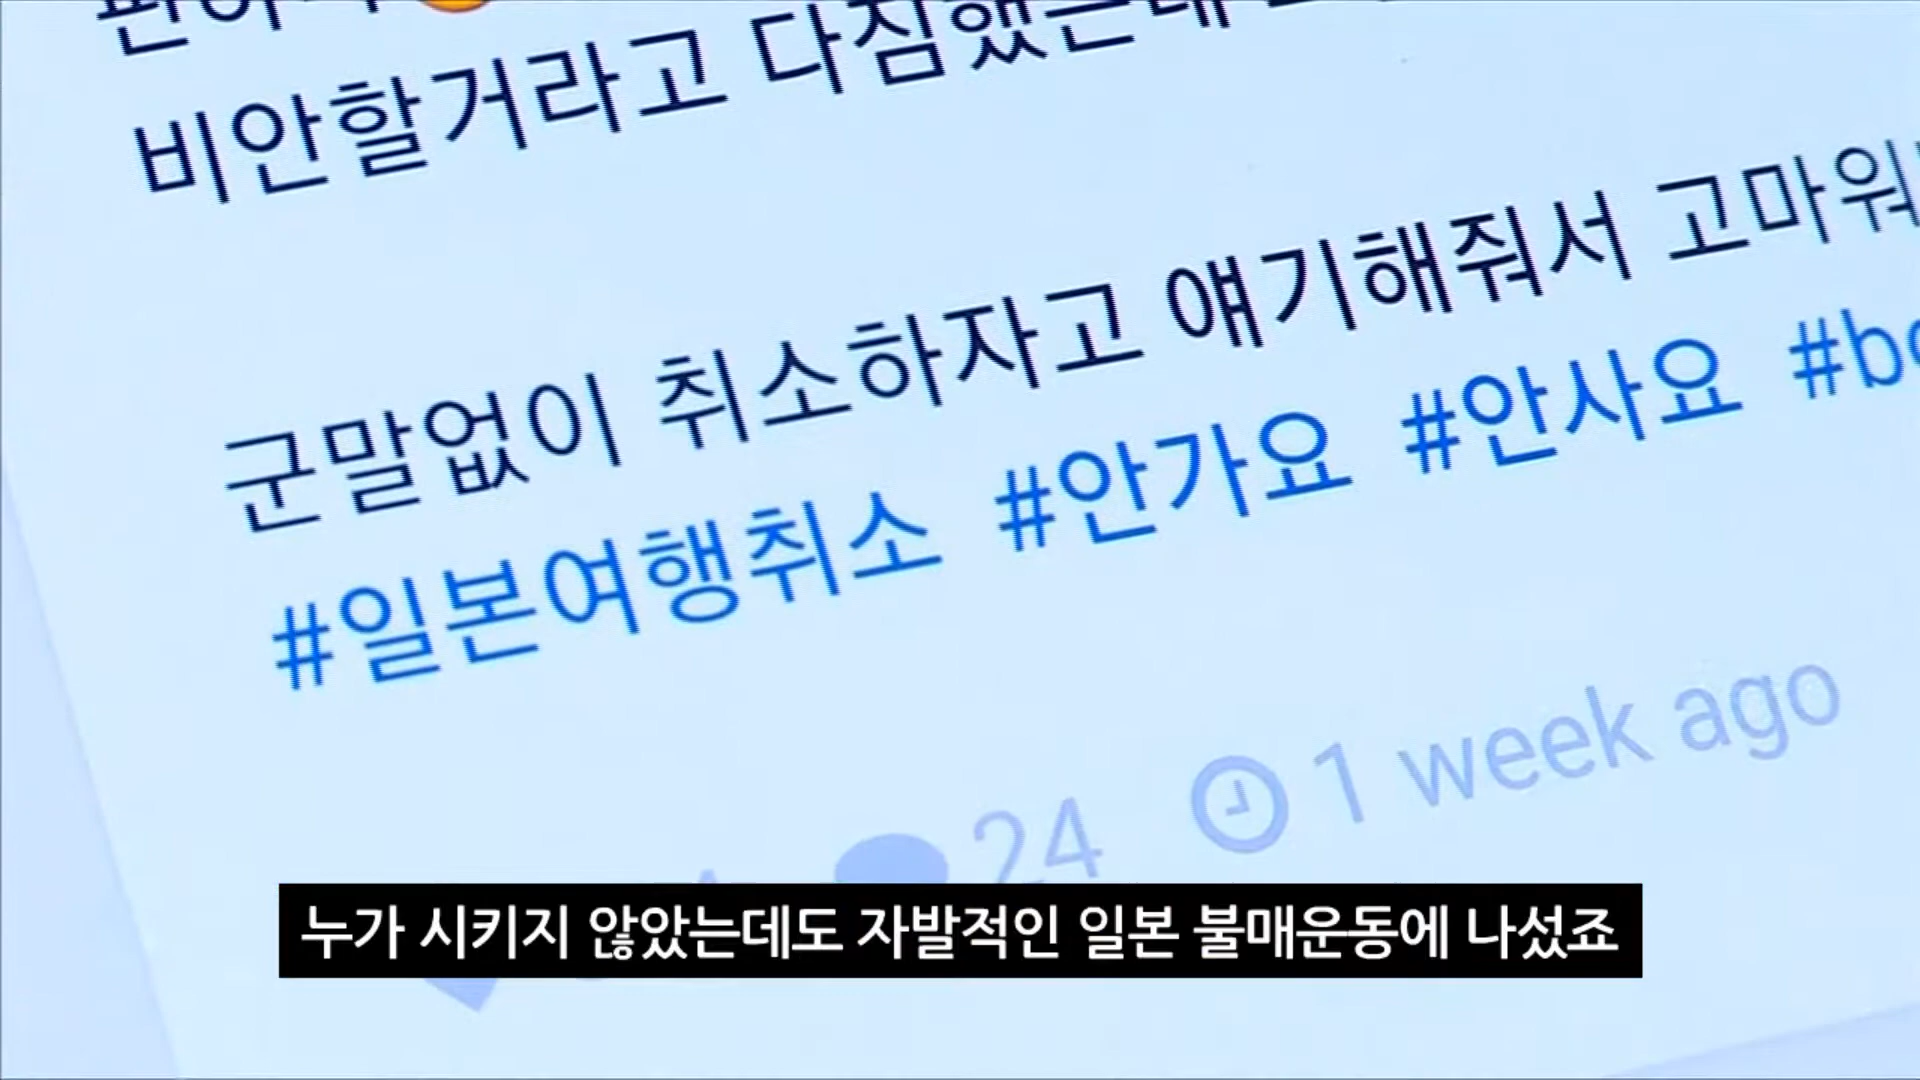 비안할거라고 다짐했는데
군말없이 취소하자고 얘기해줘서 고마워
#일본여행취소 #안가요 #안사요
24 1 week ago
누가 시키지 않았는데도 자발적인 일본 불매운동에 나섰죠